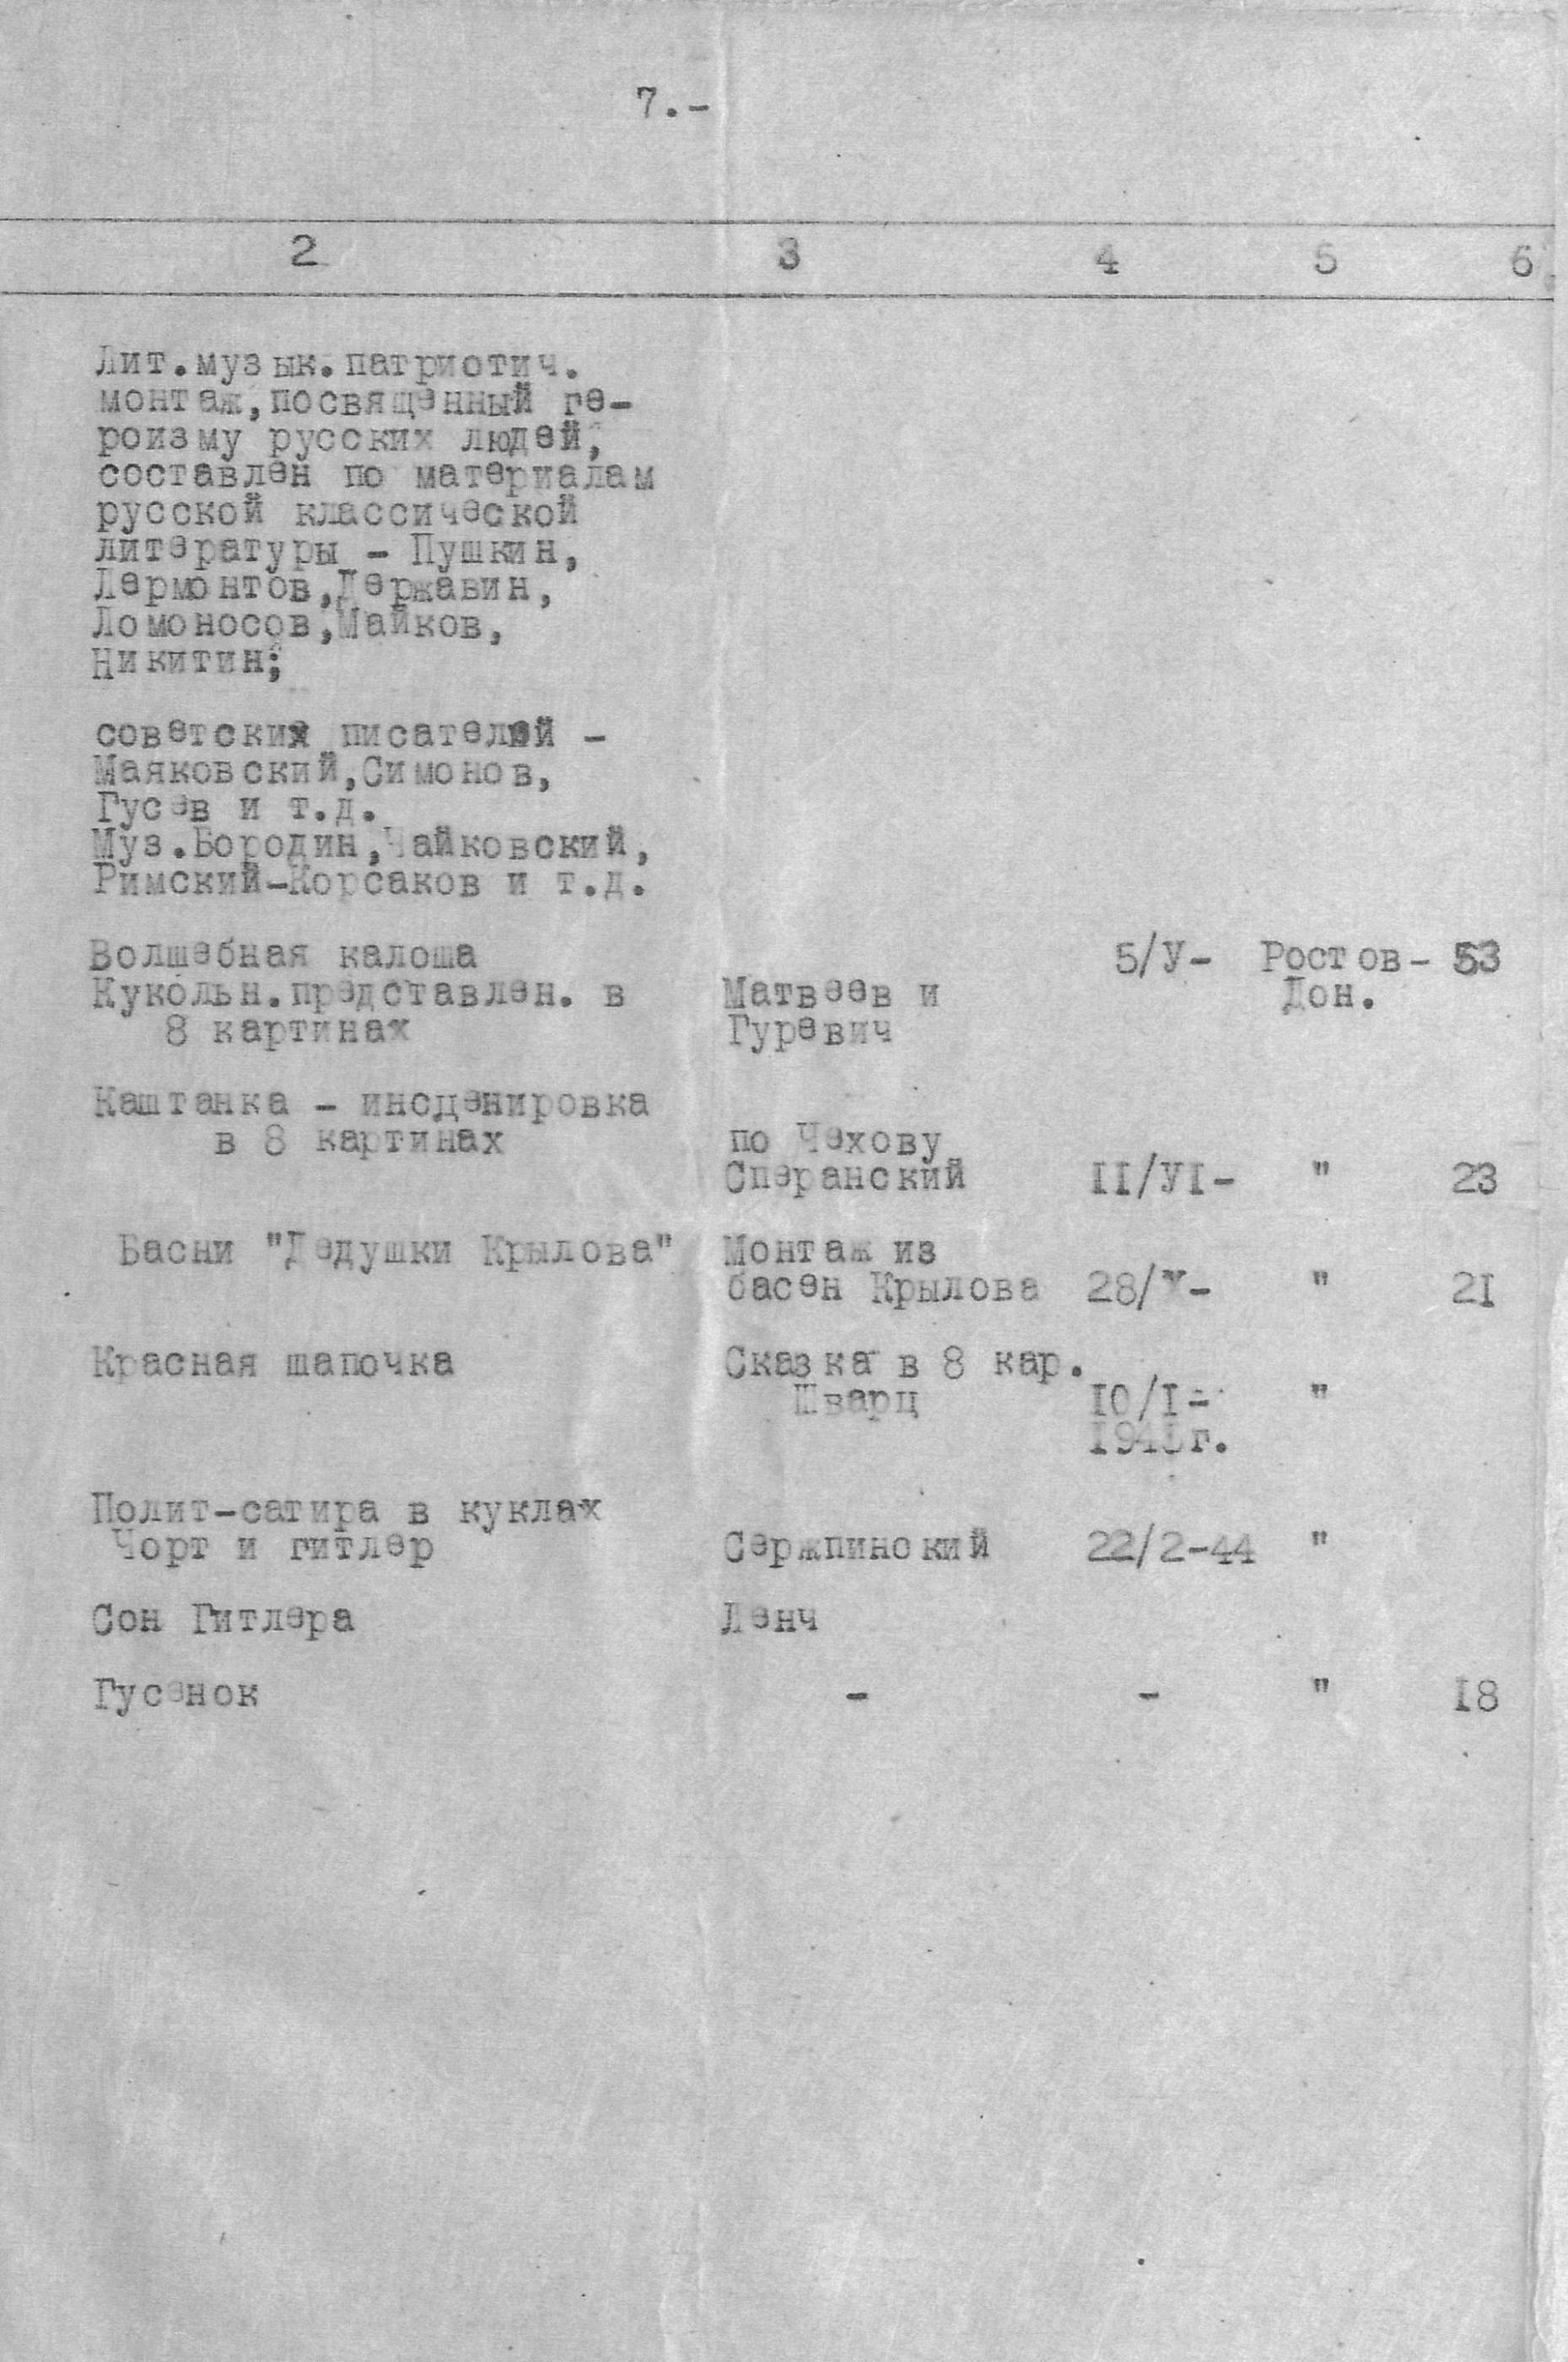 7.-
2 3 4 5 6
Лит.музык.патриотич.
монтаж,посвященный ге-
роизму русских людей,
составлен по материалам
русской классической
литературы - Пушкин,
Лермонтов,Державин,
Ломоносов,Майков,
Никитин;
советских писателей -
Маяковский,Симонов,
Гусев и т.д.
Муз.Бородин,Чайковский,
Римский-Корсаков и т.д.
Волшебная калоша 5/У- Ростов- 53
Кукольн.представлен. в Матвеев и Дон.
8 картинах Гуревич
Каштанка - инсценировка
в 8 картинах по Чехову
Сперанский II/УI- " 23
Басни "Дедушки Крылова" Монтаж из
басен Крылова 28/ - " 2I
Красная шапочка Сказка в 8 кар.
Шварц I0/I- "
Полит-сатира в куклах
Чорт и гитлер Сержпинский 22/2-44 "
Сон Гитлера Ленч
Гусенок - - " I8